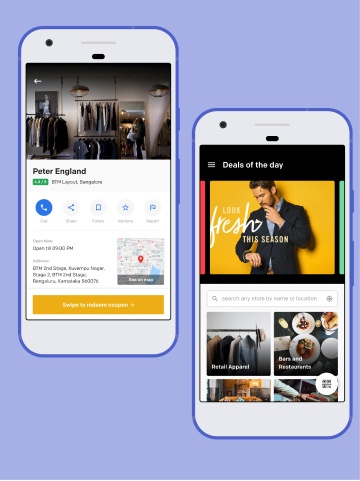 Peter England
4.2 / 5 BTM Layout, Bangalore
Call Share Follow Review Report
Open Now
Open till 09:00 PM
Address
BTM 2nd Stage, Kuvempu Nagar,
Stage 2, BTM 2nd Stage,
Bengaluru, Karnataka 560076
See on map
Swipe to redeem coupon
Deals of the day
LOOK
fresh
THIS SEASON
search any store by name or location
Retail Apparel
Bars and
Restaurants